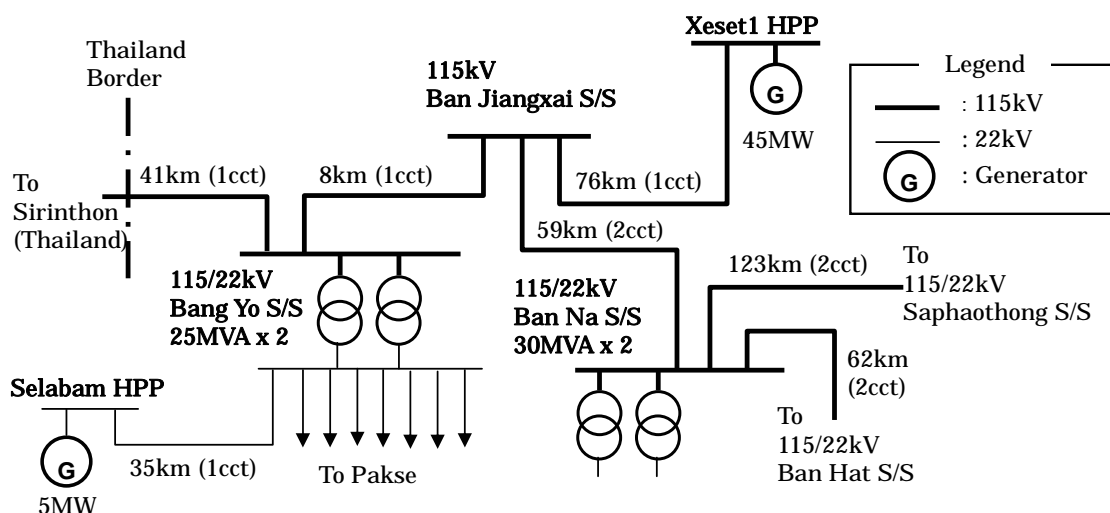 Thailand
Border
Xeset1 HPP
G
45MW
Legend
: 115kV
: 22kV
G
: Generator
115kV
Ban Jiangxai S/S
To
Sirinthon
(Thailand)
41km (1cct)
8km (1cct)
76km (1cct)
59km (2cct)
115/22kV
Bang Yo S/S
25MVA x 2
115/22kV
Ban Na S/S
30MVA x 2
123km (2cct)
To
115/22kV
Saphaothong S/S
62km
(2cct)
To
115/22kV
Ban Hat S/S
Selabam HPP
G
5MW
35km (1cct)
To Pakse